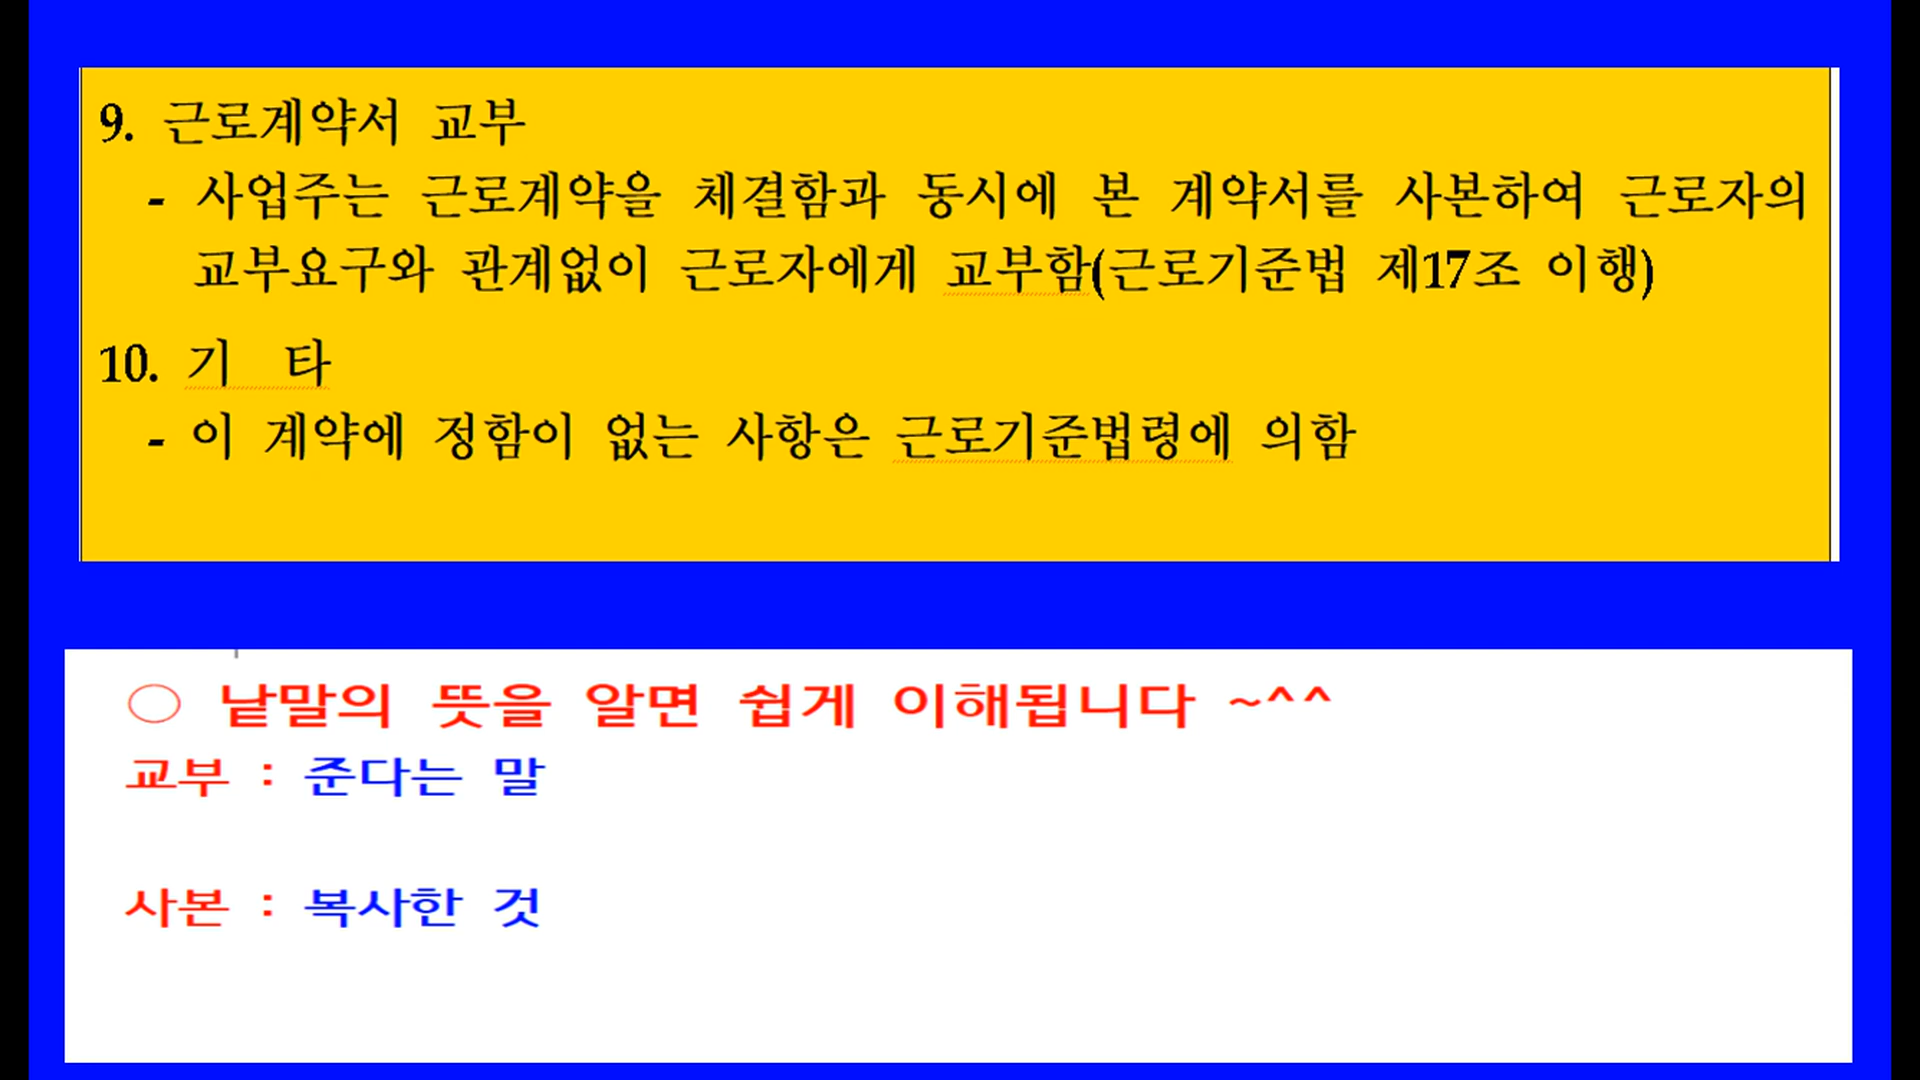 9. 근로계약서 교부
- 사업주는 근로계약을 체결함과 동시에 본 계약서를 사본하여 근로자의
교부요구와 관계없이 근로자에게 교부함(근로기준법 제17조 이행)
10. 기 타
- 이 계약에 정함이 없는 사항은 근로기준법령에 의함
○ 낱말의 뜻을 알면 쉽게 이해됩니다 ~^^
교부 : 준다는 말
사본 : 복사한 것